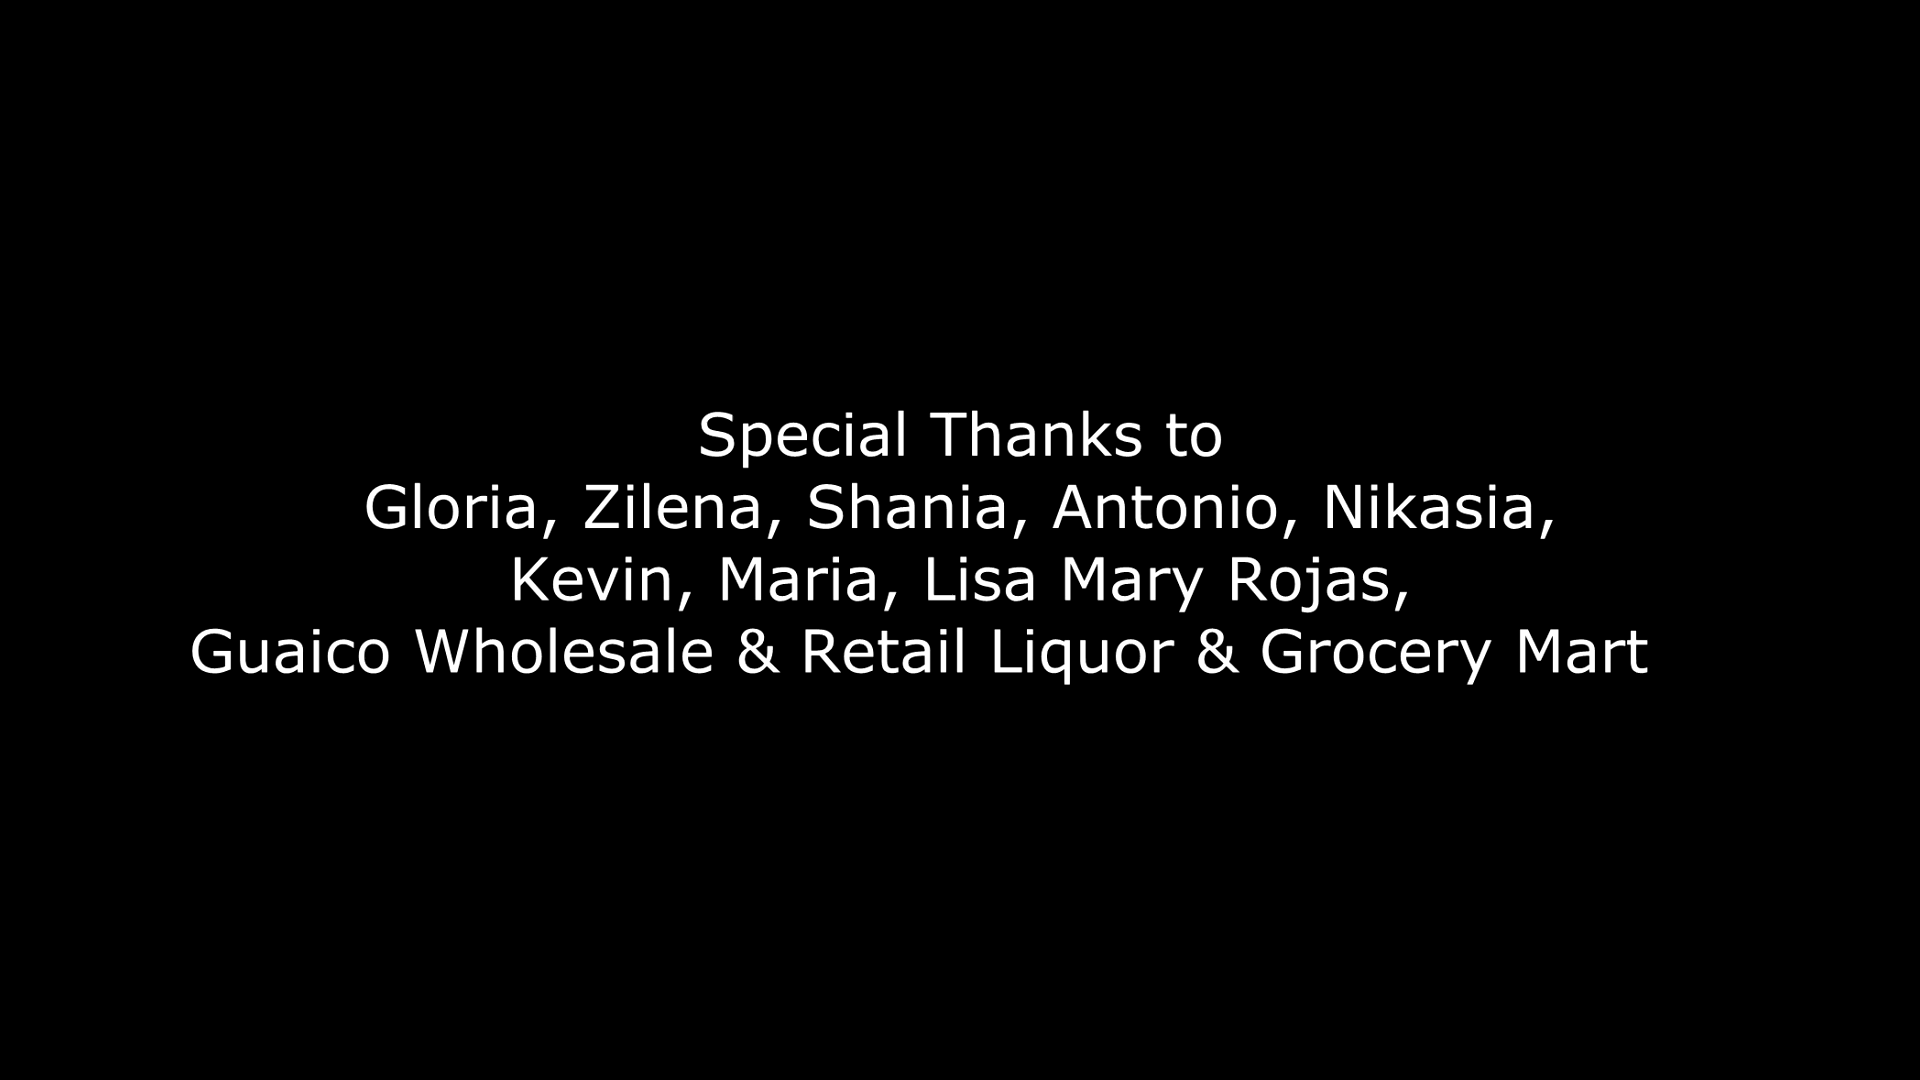 Special Thanks to
Gloria, Zilena, Shania, Antonio, Nikasia,
Kevin, Maria, Lisa Mary Rojas,
Guaico Wholesale & Retail Liquor & Grocery Mart